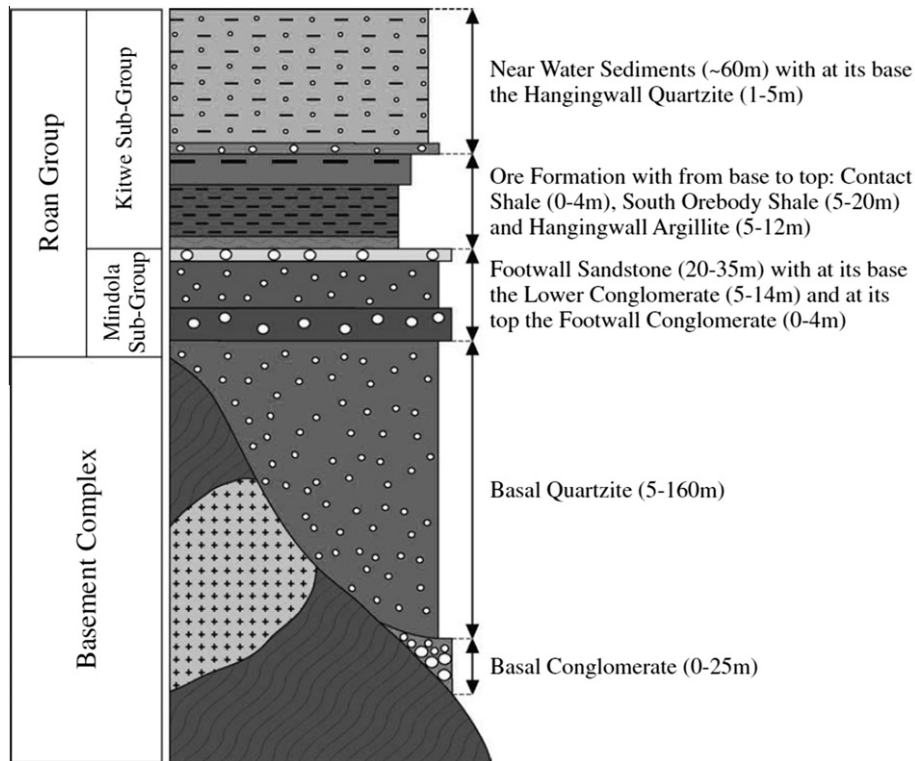 Roan Group
Kitwe Sub-Group
Mindola
Sub-Group
Basement Complex
Near Water Sediments (~60m) with at its base
the Hangingwall Quartzite (1-5m)
Ore Formation with from base to top: Contact
Shale (0-4m), South Orebody Shale (5-20m)
and Hangingwall Argillite (5-12m)
Footwall Sandstone (20-35m) with at its base
the Lower Conglomerate (5-14m) and at its
top the Footwall Conglomerate (0-4m)
Basal Quartzite (5-160m)
Basal Conglomerate (0-25m)